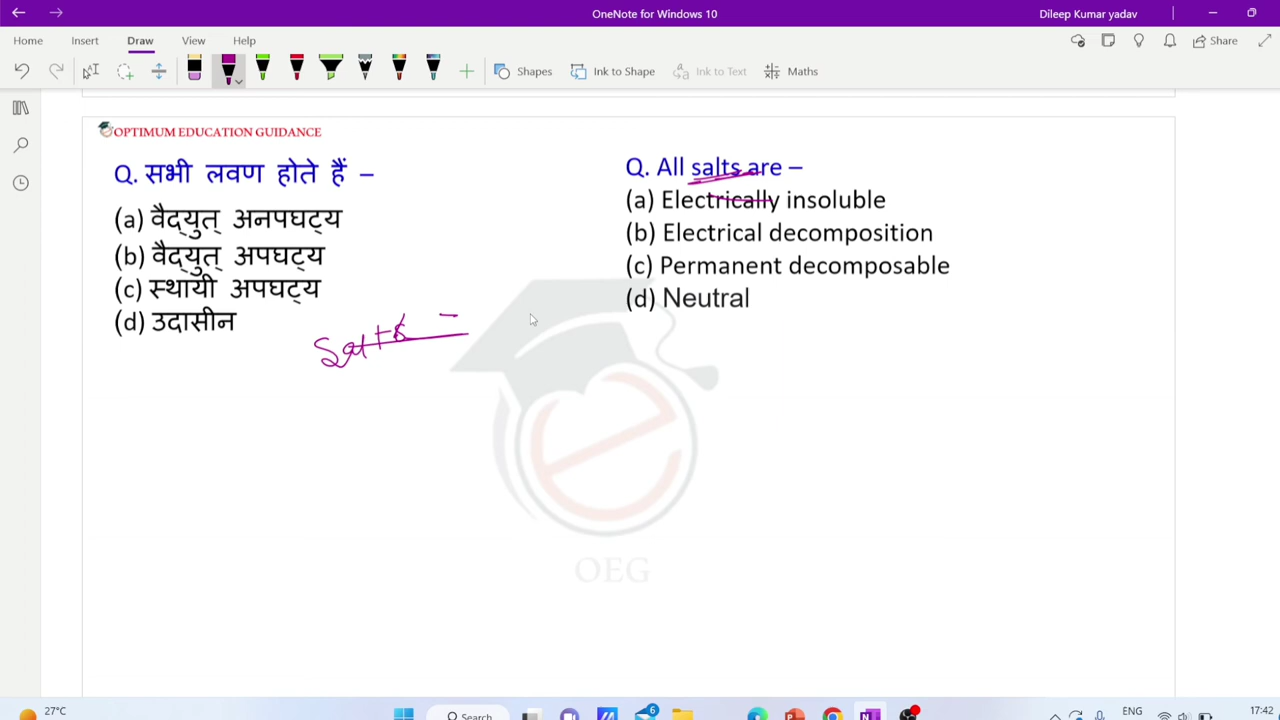 OneNote for Windows 10
Dileep Kumar yadav
Home Insert Draw View Help
Share
Shapes Ink to Shape Ink to Text Maths
OPTIMUM EDUCATION GUIDANCE
Q. सभी लवण होते हैं –
(a) वैद्युत् अनपघट्य
(b) वैद्युत् अपघट्य
(c) स्थायी अपघट्य
(d) उदासीन
Q. All salts are –
(a) Electrically insoluble
(b) Electrical decomposition
(c) Permanent decomposable
(d) Neutral
Salts =
OEG
27°C
Search
6
ENG
17:42